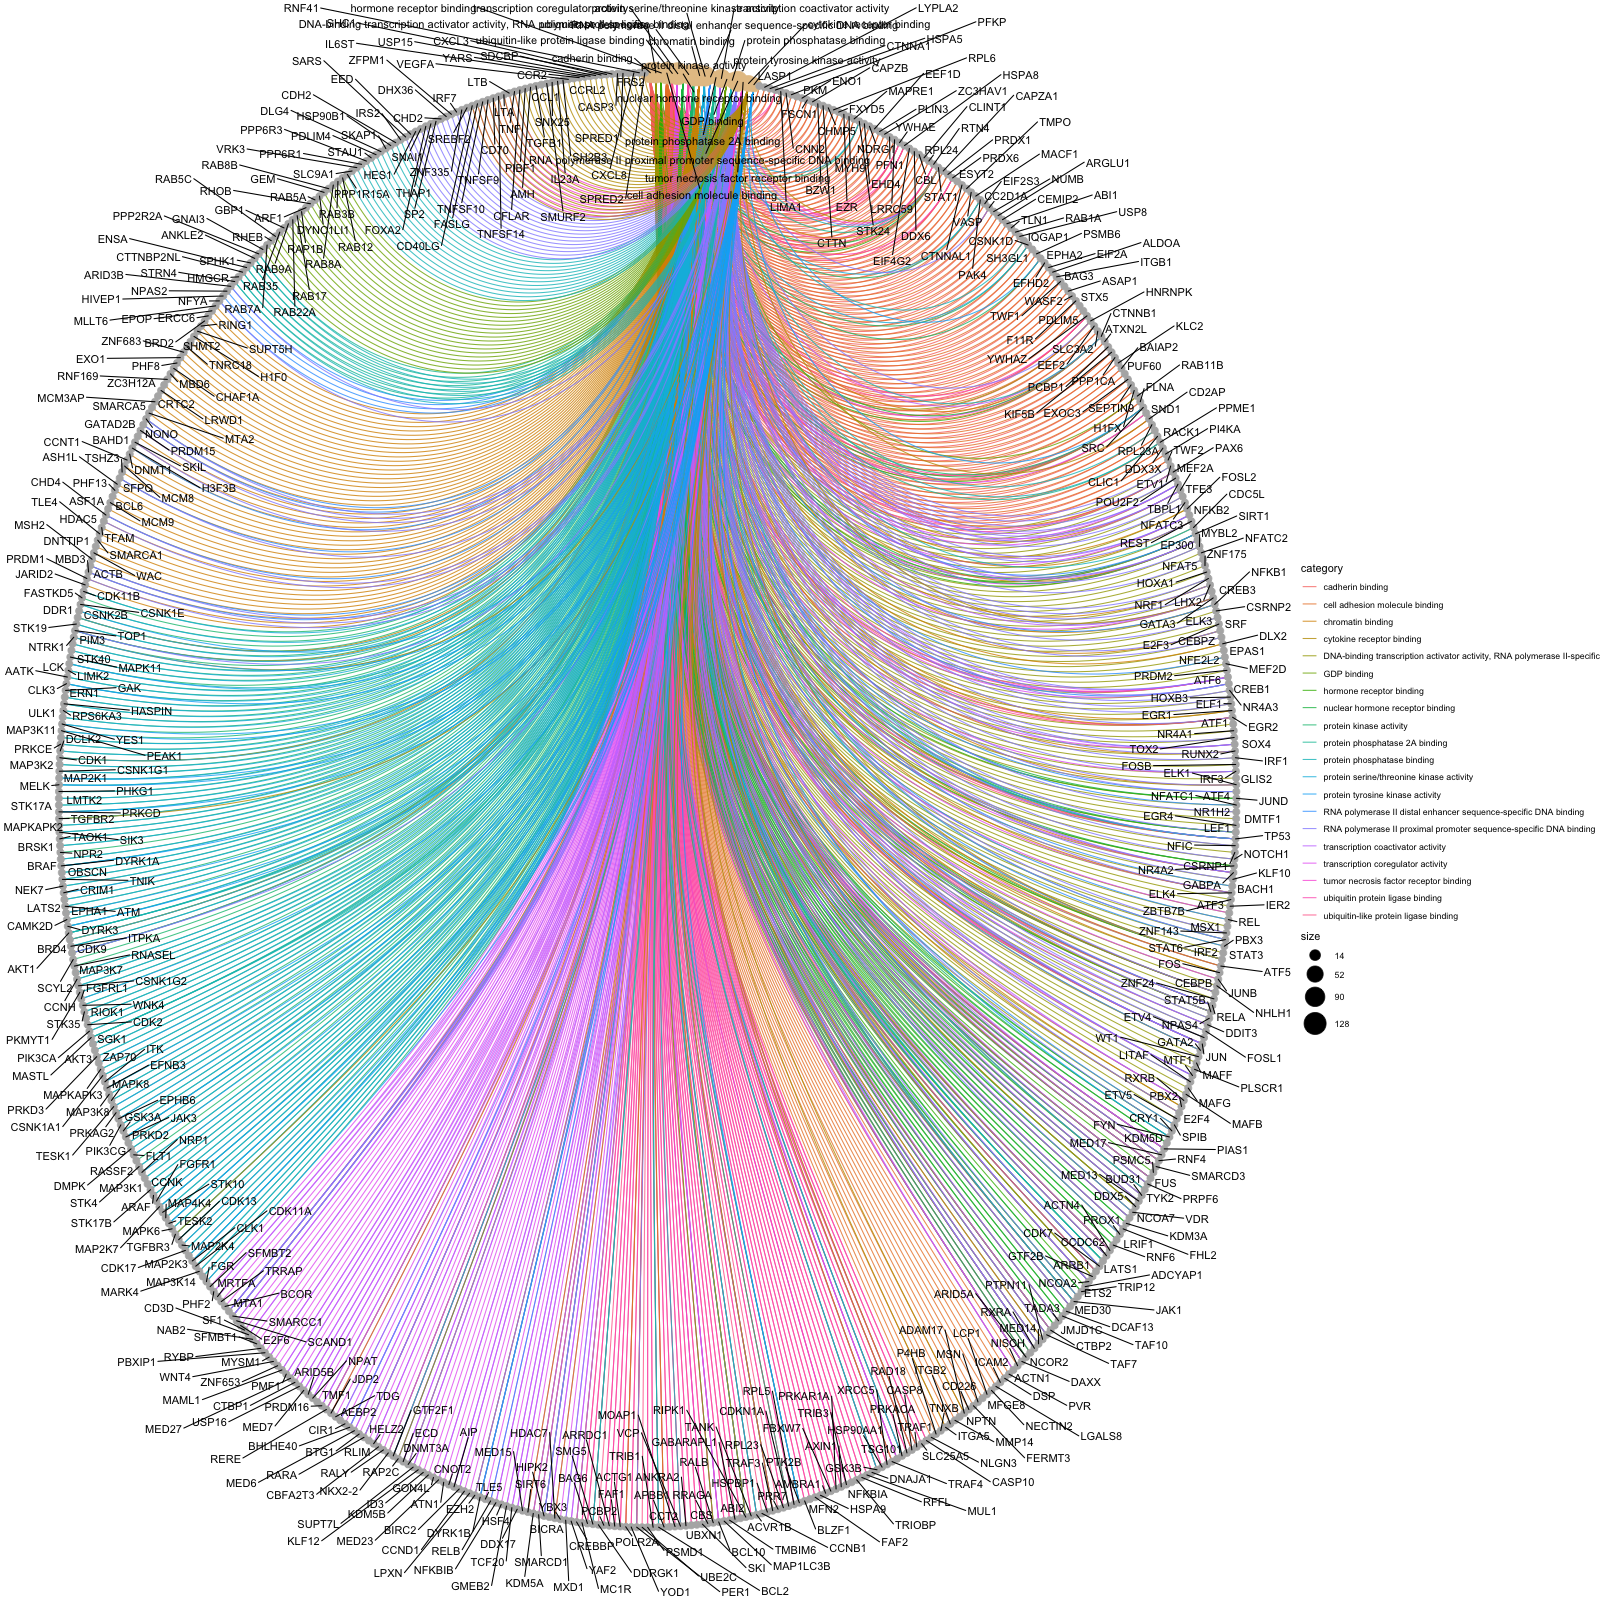 RNF41
hormone receptor binding
transcription coregulator activity
protein serine/threonine kinase activity
transcription coactivator activity
LYPLA2
PFKP
SHC1
DNA-binding transcription activator activity, RNA polymerase II-specific
ubiquitin protein ligase binding
RNA polymerase II distal enhancer sequence-specific DNA binding
cytokine receptor binding
IL6ST
USP15
CXCL3
ubiquitin-like protein ligase binding
chromatin binding
protein phosphatase binding
CTNNA1
HSPA5
SARS
ZFPM1
VEGFA
YARS
SDCBP
cadherin binding
protein kinase activity
protein tyrosine kinase activity
CAPZB
RPL6
EED
DHX36
IRF7
LTB
CCR2
CCL1
CCRL2
FRS2
LASP1
PKM
ENO1
EEF1D
HSPA8
nuclear hormone receptor binding
MAPRE1
ZC3HAV1
CAPZA1
CDH2
IRS2
CHD2
LTA
CASP3
FSCN1
FXYD5
PLIN3
CLINT1
DLG4
HSP90B1
SKAP1
SREBF2
TNF
SNX25
GDP binding
CHMP5
YWHAE
RTN4
TMPO
PPP6R3
PDLIM4
STAU1
SNAI1
CD70
TGFB1
SPRED1
protein phosphatase 2A binding
CNN2
NDRG1
RPL24
PRDX1
VRK3
PPP6R1
HES1
ZNF335
PIBF1
SH2B3
RNA polymerase II proximal promoter sequence-specific DNA binding
MYH9
PFN1
PRDX6
MACF1
RAB8B
SLC9A1
TNFSF9
IL23A
CXCL8
tumor necrosis factor receptor binding
BZW1
EHD4
CBL
ESYT2
ARGLU1
RAB5C
GEM
PPP1R15A
THAP1
AMH
SPRED2
cell adhesion molecule binding
LIMA1
EZR
LRRC59
STAT1
CC2D1A
EIF2S3
NUMB
RHOB
RAB5A
RAB3B
SP2
TNFSF10
CFLAR
SMURF2
VASP
CEMIP2
ABI1
GBP1
ARF1
DYNC1LI1
FOXA2
FASLG
TNFSF14
STK24
DDX6
TLN1
RAB1A
USP8
PPP2R2A
GNAI3
RHEB
RAP1B
RAB12
CD40LG
CTTN
CTNNAL1
CSNK1D
IQGAP1
PSMB6
ANKLE2
SPHK1
RAB9A
RAB8A
EIF4G2
PAK4
SH3GL1
EPHA2
EIF2A
ALDOA
ENSA
CTTNBP2NL
HMGCR
RAB35
RAB17
EFHD2
BAG3
ITGB1
ARID3B
STRN4
RAB7A
RAB22A
WASF2
STX5
ASAP1
NPAS2
NFYA
TWF1
PDLIM5
HNRNPK
HIVEP1
ERCC6
RING1
F11R
SLC3A2
CTNNB1
MLLT6
EPOP
SUPT5H
YWHAZ
EEF2
ATXN2L
KLC2
ZNF683
BRD2
SHMT2
BAIAP2
EXO1
TNRC18
H1F0
PCBP1
PPP1CA
PUF60
RAB11B
PHF8
MBD6
CHAF1A
FLNA
RNF169
ZC3H12A
CRTC2
KIF5B
EXOC3
SEPTIN9
SND1
CD2AP
MCM3AP
SMARCA5
LRWD1
H1FX
PPME1
GATAD2B
NONO
MTA2
SRC
RPL23A
RACK1
PI4KA
CCNT1
BAHD1
PRDM15
TWF2
PAX6
ASH1L
TSHZ3
DNMT1
SKIL
DDX3X
MEF2A
CHD4
PHF13
SFPQ
H3F3B
CLIC1
ETV1
TFE3
FOSL2
TLE4
ASF1A
BCL6
MCM8
POU2F2
TBPL1
NFKB2
CDC5L
MSH2
HDAC5
MCM9
NFATC3
SIRT1
DNTTIP1
TFAM
REST
EP300
MYBL2
NFATC2
PRDM1
MBD3
SMARCA1
ZNF175
JARID2
ACTB
WAC
NFAT5
NFKB1
FASTKD5
CDK11B
HOXA1
CREB3
DDR1
CSNK2B
CSNK1E
NRF1
LHX2
CSRNP2
STK19
TOP1
GATA3
ELK3
SRF
NTRK1
PIM3
E2F3
CEBPZ
DLX2
LCK
STK40
MAPK11
NFE2L2
EPAS1
AATK
LIMK2
PRDM2
ATF6
MEF2D
CLK3
ERN1
GAK
HOXB3
CREB1
ULK1
RPS6KA3
HASPIN
EGR1
ELF1
NR4A3
MAP3K11
DCLK2
YES1
NR4A1
ATF1
EGR2
PRKCE
CDK1
PEAK1
TOX2
RUNX2
SOX4
MAP3K2
CSNK1G1
FOSB
IRF1
MELK
MAP2K1
PHKG1
ELK1
IRF3
GLIS2
STK17A
LMTK2
PRKCD
NFATC1
ATF4
JUND
MAPKAPK2
TGFBR2
EGR4
NR1H2
DMTF1
BRSK1
TAOK1
SIK3
LEF1
TP53
BRAF
NPR2
DYRK1A
NFIC
NOTCH1
NEK7
OBSCN
TNIK
NR4A2
CSRNP1
KLF10
LATS2
CRIM1
GABPA
BACH1
CAMK2D
EPHA1
ATM
ELK4
ATF3
IER2
BRD4
DYRK3
ITPKA
ZBTB7B
MSX1
REL
AKT1
CDK9
RNASEL
ZNF143
PBX3
SCYL2
MAP3K7
CSNK1G2
STAT6
IRF2
STAT3
CCNH
FGFRL1
WNK4
FOS
ATF5
STK35
RIOK1
CDK2
ZNF24
CEBPB
JUNB
PKMYT1
SGK1
STAT5B
NHLH1
PIK3CA
AKT3
ZAP70
ITK
ETV4
NPAS4
RELA
DDIT3
MASTL
EFNB3
WT1
GATA2
FOSL1
MAPKAPK3
MAPK8
LITAF
MTF1
JUN
PRKD3
MAP3K8
EPHB6
RXRB
MAFF
PLSCR1
CSNK1A1
GSK3A
JAK3
ETV5
PBX2
MAFG
PRKAG2
PRKD2
CRY1
E2F4
MAFB
TESK1
PIK3CG
NRP1
FYN
KDM5D
SPIB
RASSF2
FLT1
MED17
PIAS1
DMPK
MAP3K1
FGFR1
PSMC5
RNF4
STK4
CCNK
STK10
MED13
BUD31
SMARCD3
ARAF
MAP4K4
CDK13
DDX5
FUS
STK17B
TESK2
CDK11A
TYK2
PRPF6
MAPK6
CLK1
ACTN4
PROX1
NCOA7
VDR
MAP2K7
TGFBR3
MAP2K4
CDK7
CCDC62
KDM3A
CDK17
MAP2K3
SFMBT2
GTF2B
LRIF1
FHL2
MAP3K14
FGR
TRRAP
ARRB1
RNF6
MARK4
MRTFA
BCOR
PTPN11
NCOA2
LATS1
ADCYAP1
PHF2
MTA1
ARID5A
ETS2
TRIP12
CD3D
SF1
SMARCC1
RXRA
TADA3
MED30
JAK1
NAB2
E2F6
SCAND1
ADAM17
LCP1
MED14
JMJD1C
DCAF13
SFMBT1
NISCH
CTBP2
TAF10
PBXIP1
RYBP
MYSM1
NPAT
P4HB
MSN
ICAM2
NCOR2
TAF7
WNT4
ZNF653
ARID5B
JDP2
RAD18
ITGB2
ACTN1
DAXX
MAML1
PMF1
TMF1
TDG
RPL5
PRKAR1A
XRCC5
CASP8
CD226
DSP
MED27
CTBP1
PRDM16
AEBP2
GTF2F1
MOAP1
RIPK1
CDKN1A
TRIB3
PRKACA
TNXB
MFGE8
PVR
USP16
MED7
CIR1
HELZ2
ECD
AIP
HDAC7
ARRDC1
VCP
TANK
FBXW7
HSP90AA1
TRAF1
NPTN
NECTIN2
RERE
BHLHE40
RLIM
DNMT3A
MED15
SMG5
TRIB1
GABARAPL1
RPL23
AXIN1
TSG101
ITGA5
LGALS8
MED6
BTG1
RAP2C
CNOT2
HIPK2
BAG6
RALB
TRAF3
PTK2B
GSK3B
SLC25A5
MMP14
RARA
RALY
GON4L
TLE5
SIRT6
ACTG1
ANKRA2
HSPBP1
AMBRA1
DNAJA1
NLGN3
FERMT3
CBFA2T3
NKX2-2
ATN1
FAF1
APBB1
RRAGA
PRR7
NFKBIA
TRAF4
CASP10
ID3
EZH2
YBX3
PCBP2
CCT2
CBS
ABI2
MFN2
HSPA9
RFFL
MUL1
SUPT7L
KDM5B
HSF4
BICRA
UBXN1
ACVR1B
BLZF1
TRIOBP
KLF12
BIRC2
DYRK1B
CREBBP
POLR2A
PSMD1
BCL10
TMBIM6
CCNB1
FAF2
MED23
CCND1
RELB
DDX17
SMARCD1
YAF2
DDRGK1
UBE2C
SKI
MAP1LC3B
LPXN
NFKBIB
TCF20
KDM5A
MXD1
MC1R
YOD1
PER1
BCL2
GMEB2
category
cadherin binding
cell adhesion molecule binding
chromatin binding
cytokine receptor binding
DNA-binding transcription activator activity, RNA polymerase II-specific
GDP binding
hormone receptor binding
nuclear hormone receptor binding
protein kinase activity
protein phosphatase 2A binding
protein phosphatase binding
protein serine/threonine kinase activity
protein tyrosine kinase activity
RNA polymerase II distal enhancer sequence-specific DNA binding
RNA polymerase II proximal promoter sequence-specific DNA binding
transcription coactivator activity
transcription coregulator activity
tumor necrosis factor receptor binding
ubiquitin protein ligase binding
ubiquitin-like protein ligase binding
size
14
52
90
128